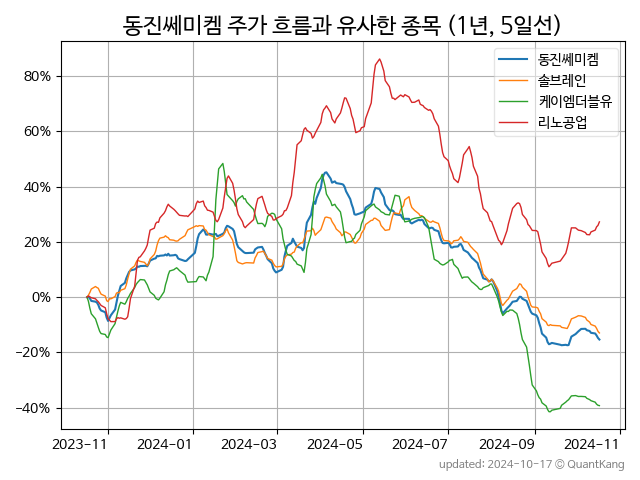 동진쎄미켐 주가 흐름과 유사한 종목 (1년, 5일선)
동진쎄미켐
솔브레인
케이엠더블유
리노공업
80%
60%
40%
20%
0%
−20%
−40%
2023−11
2024−01
2024−03
2024−05
2024−07
2024−09
2024−11
updated: 2024-10-17 © QuantKang